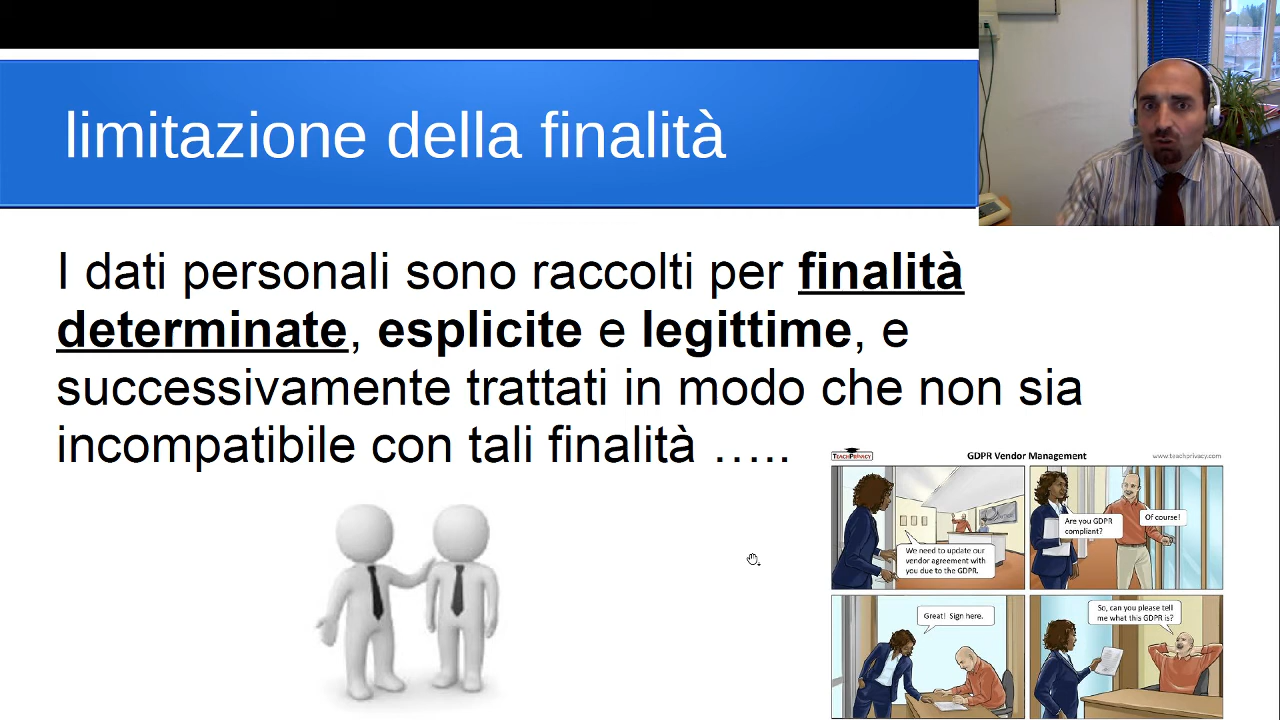 limitazione della finalità
I dati personali sono raccolti per finalità
determinate, esplicite e legittime, e
successivamente trattati in modo che non sia
incompatibile con tali finalità …..
TEACHPRIVACY
GDPR Vendor Management
www.teachprivacy.com
We need to update our
vendor agreement with
you due to the GDPR.
Are you GDPR
compliant?
Of course!
Great! Sign here.
So, can you please tell
me what this GDPR is?